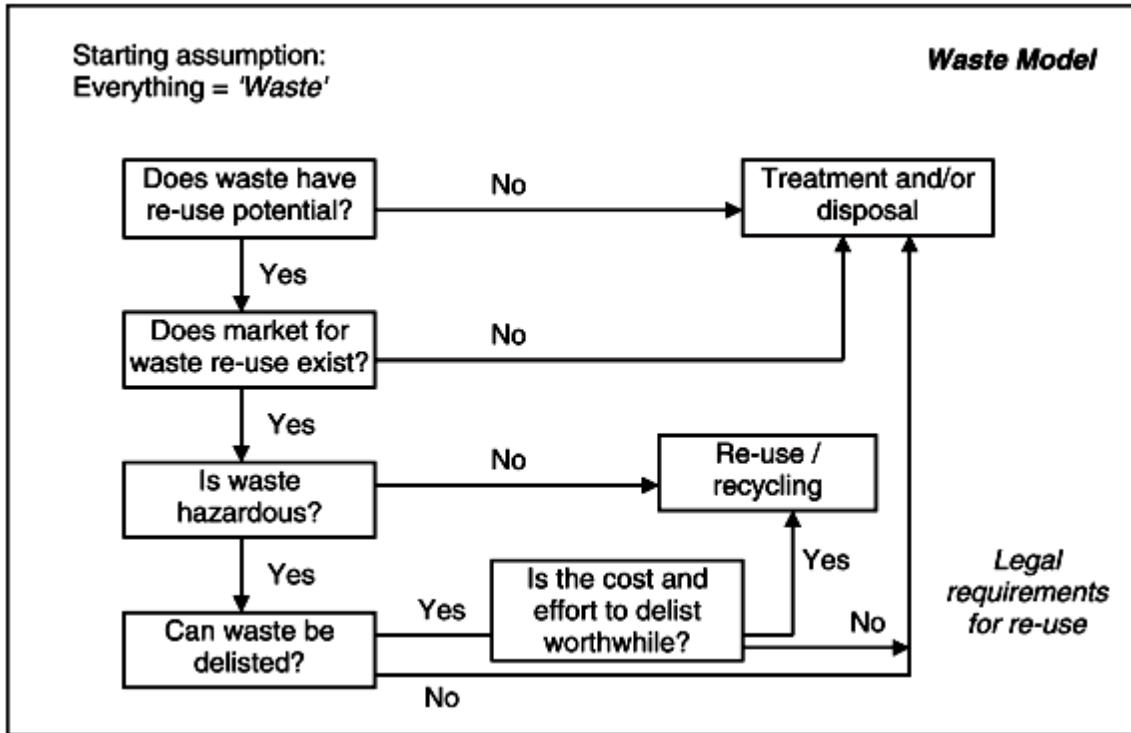 Starting assumption:
Everything = 'Waste'
Waste Model
Does waste have
re-use potential?
No
Treatment and/or
disposal
Yes
Does market for
waste re-use exist?
No
Yes
Is waste
hazardous?
No
Re-use /
recycling
Yes
Can waste be
delisted?
Yes
Is the cost and
effort to delist
worthwhile?
Yes
No
No
Legal
requirements
for re-use